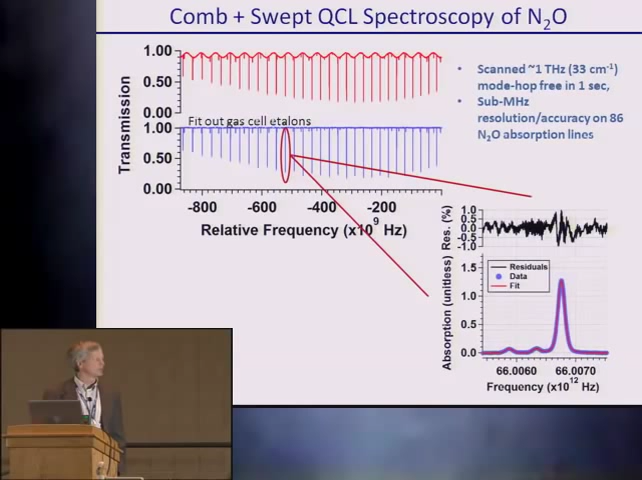 Comb + Swept QCL Spectroscopy of N₂O
1.00
0.50
0.00
Fit out gas cell etalons
1.00
0.50
0.00
Transmission
-800
-600
-400
-200
Relative Frequency (x10⁹ Hz)
• Scanned ~1 THz (33 cm⁻¹)
mode-hop free in 1 sec,
• Sub-MHz
resolution/accuracy on 86
N₂O absorption lines
1.0
0.5
0.0
-0.5
-1.0
Res. (%)
1.5
1.0
0.5
0.0
Absorption (unitless)
Residuals
Data
Fit
66.0060
66.0070
Frequency (x10¹² Hz)